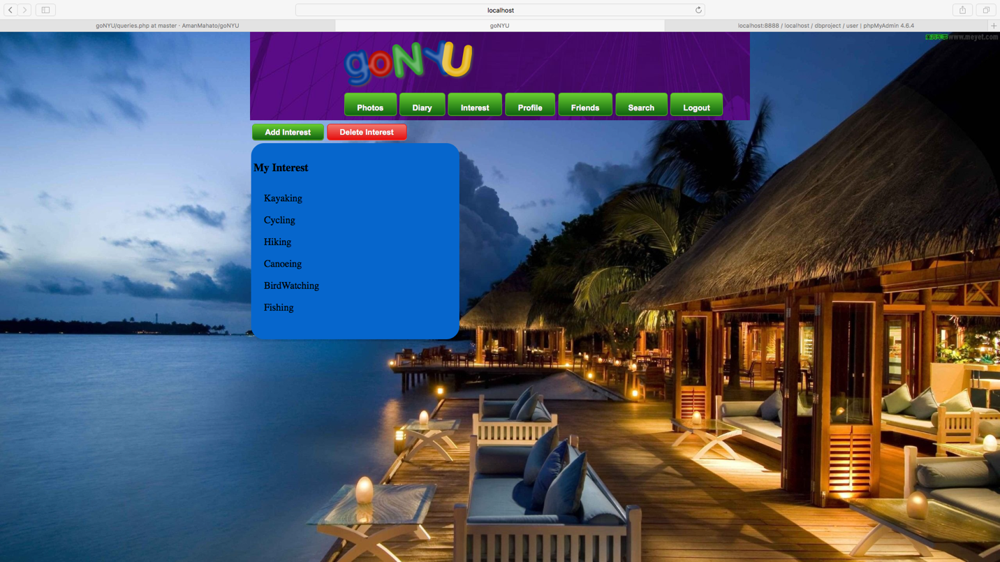 localhost
goNYU/queries.php at master · AmanMahato/goNYU
goNYU
localhost:8888 / localhost / dbproject / user | phpMyAdmin 4.6.4
www.meyet.com
goNYU
Photos
Diary
Interest
Profile
Friends
Search
Logout
Add Interest
Delete Interest
My Interest
Kayaking
Cycling
Hiking
Canoeing
BirdWatching
Fishing